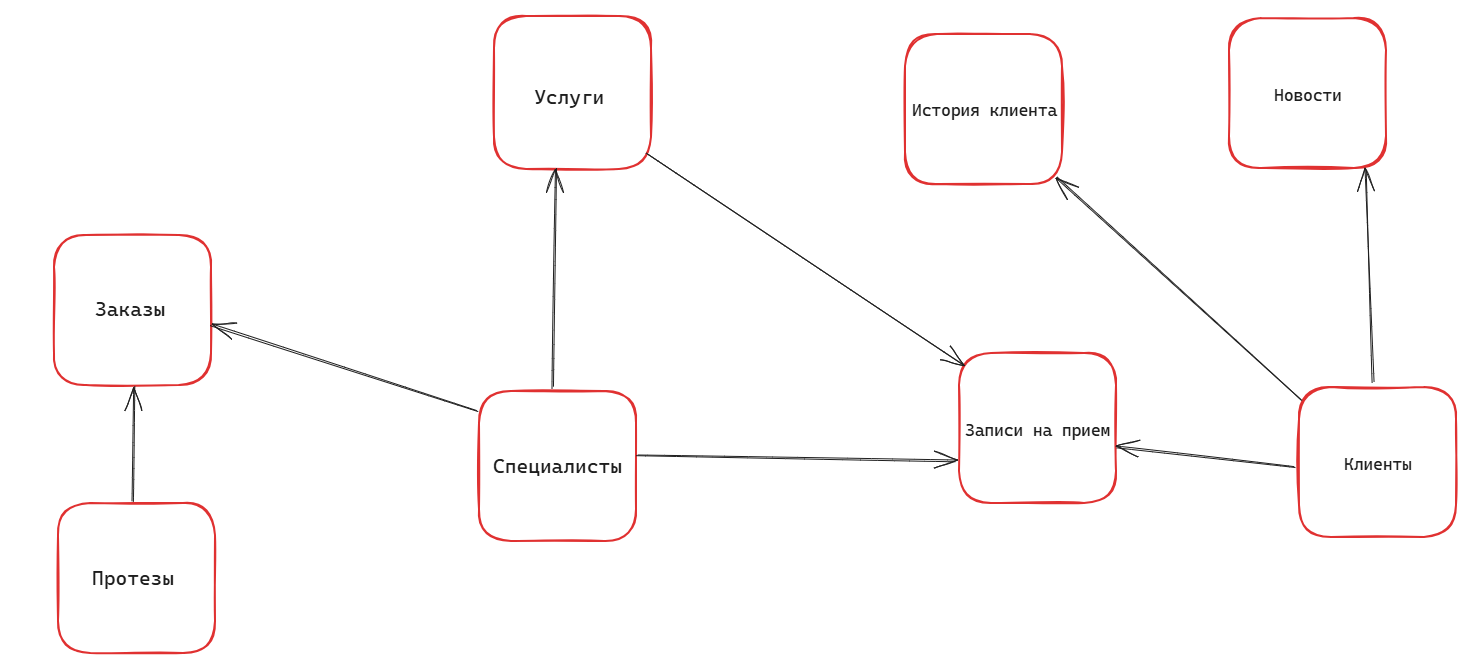 Услуги
История клиента
Новости
Заказы
Специалисты
Записи на прием
Клиенты
Протезы